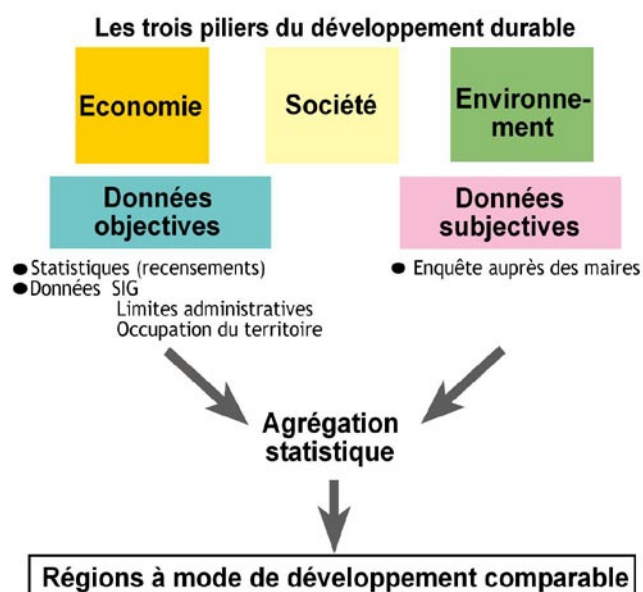 Les trois piliers du développement durable
Economie
Société
Environne-
ment
Données
objectives
Données
subjectives
●Statistiques (recensements)
●Données SIG
Limites administratives
Occupation du territoire
● Enquête auprès des maires
Agrégation
statistique
Régions à mode de développement comparable